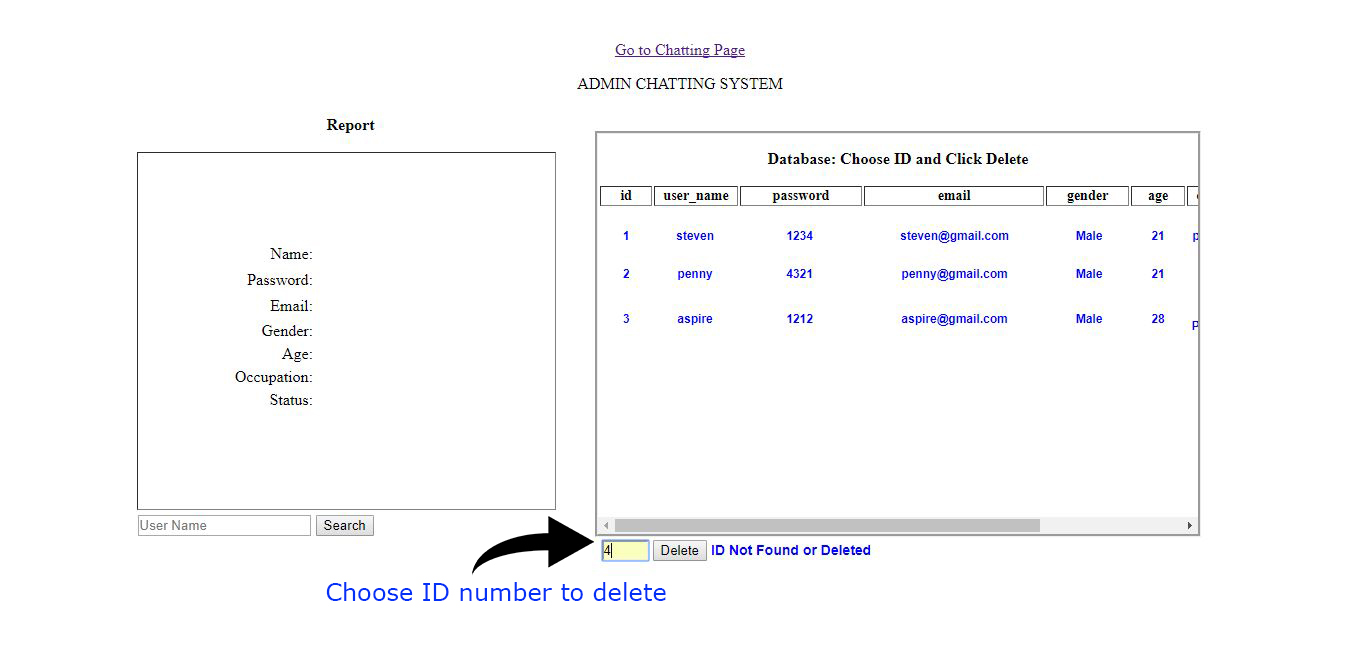 Go to Chatting Page
ADMIN CHATTING SYSTEM
Report
Name:
Password:
Email:
Gender:
Age:
Occupation:
Status:
User Name Search
Database: Choose ID and Click Delete
id user_name password email gender age
1 steven 1234 steven@gmail.com Male 21
2 penny 4321 penny@gmail.com Male 21
3 aspire 1212 aspire@gmail.com Male 28
4 Delete ID Not Found or Deleted
Choose ID number to delete